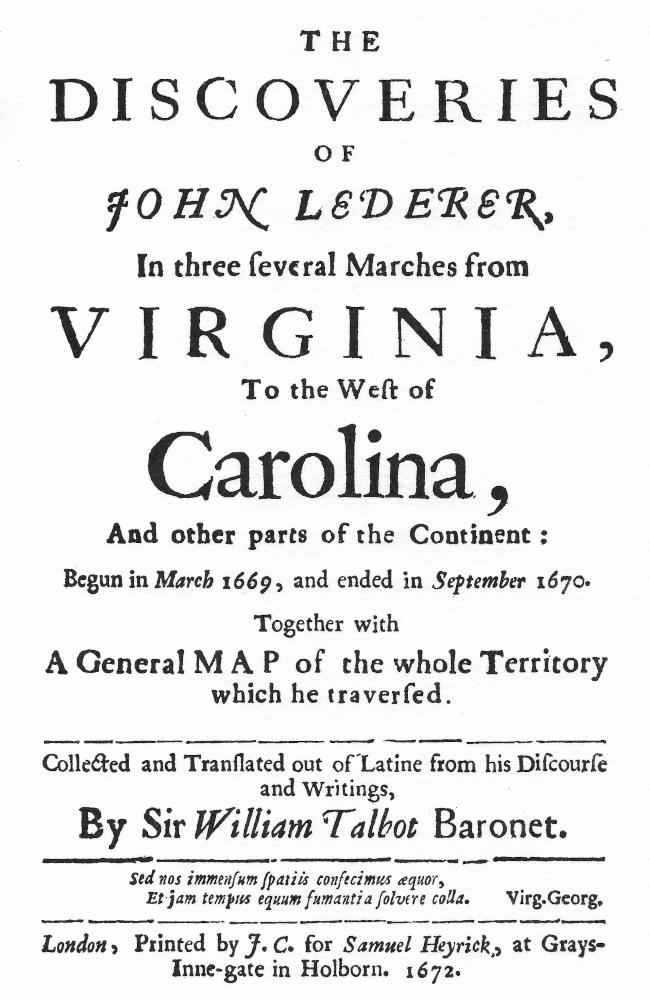 THE
DISCOVERIES
OF
JOHN LEDERER,
In three ſeveral Marches from
VIRGINIA,
To the Weſt of
Carolina,
And other parts of the Continent:
Begun in March 1669, and ended in September 1670.
Together with
A General MAP of the whole Territory
which he traverſed.
Collected and Tranſlated out of Latine from his Diſcourſe
and Writings,
By Sir William Talbot Baronet.
Sed nos immenſum ſpatiis confecimus æquor,
Et jam tempus equum fumantia ſolvere colla. Virg. Georg.
London, Printed by J. C. for Samuel Heyrick, at Grays-
Inne-gate in Holborn. 1672.